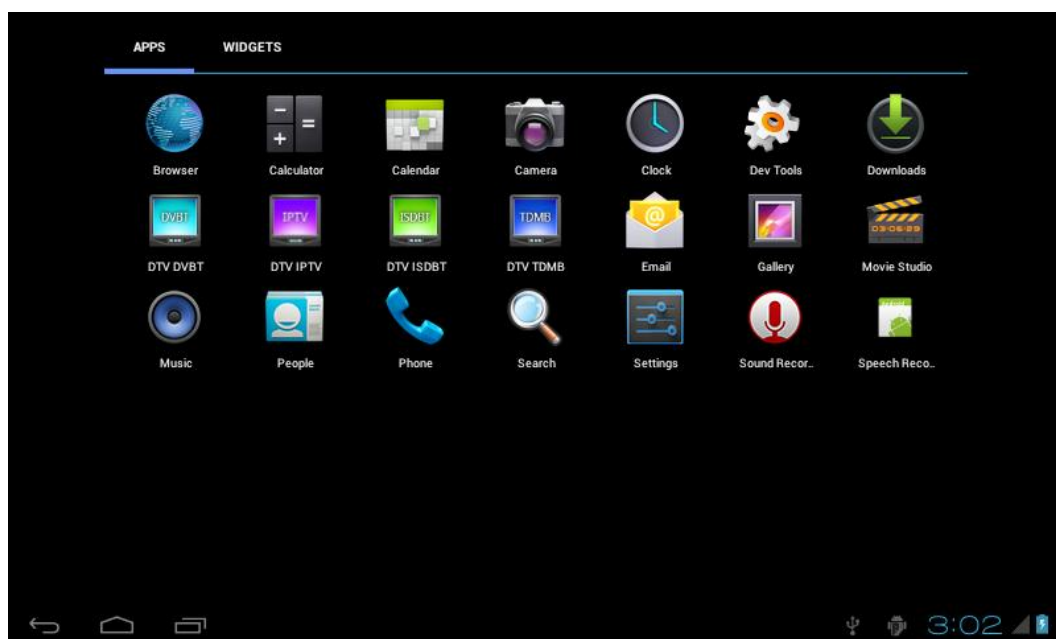 APPS WIDGETS
Browser Calculator Calendar Camera Clock Dev Tools Downloads
DVBT IPTV ISDBT TDMB @
03-06-89
DTV DVBT DTV IPTV DTV ISDBT DTV TDMB Email Gallery Movie Studio
Music People Phone Search Settings Sound Recor... Speech Reco...
3:02